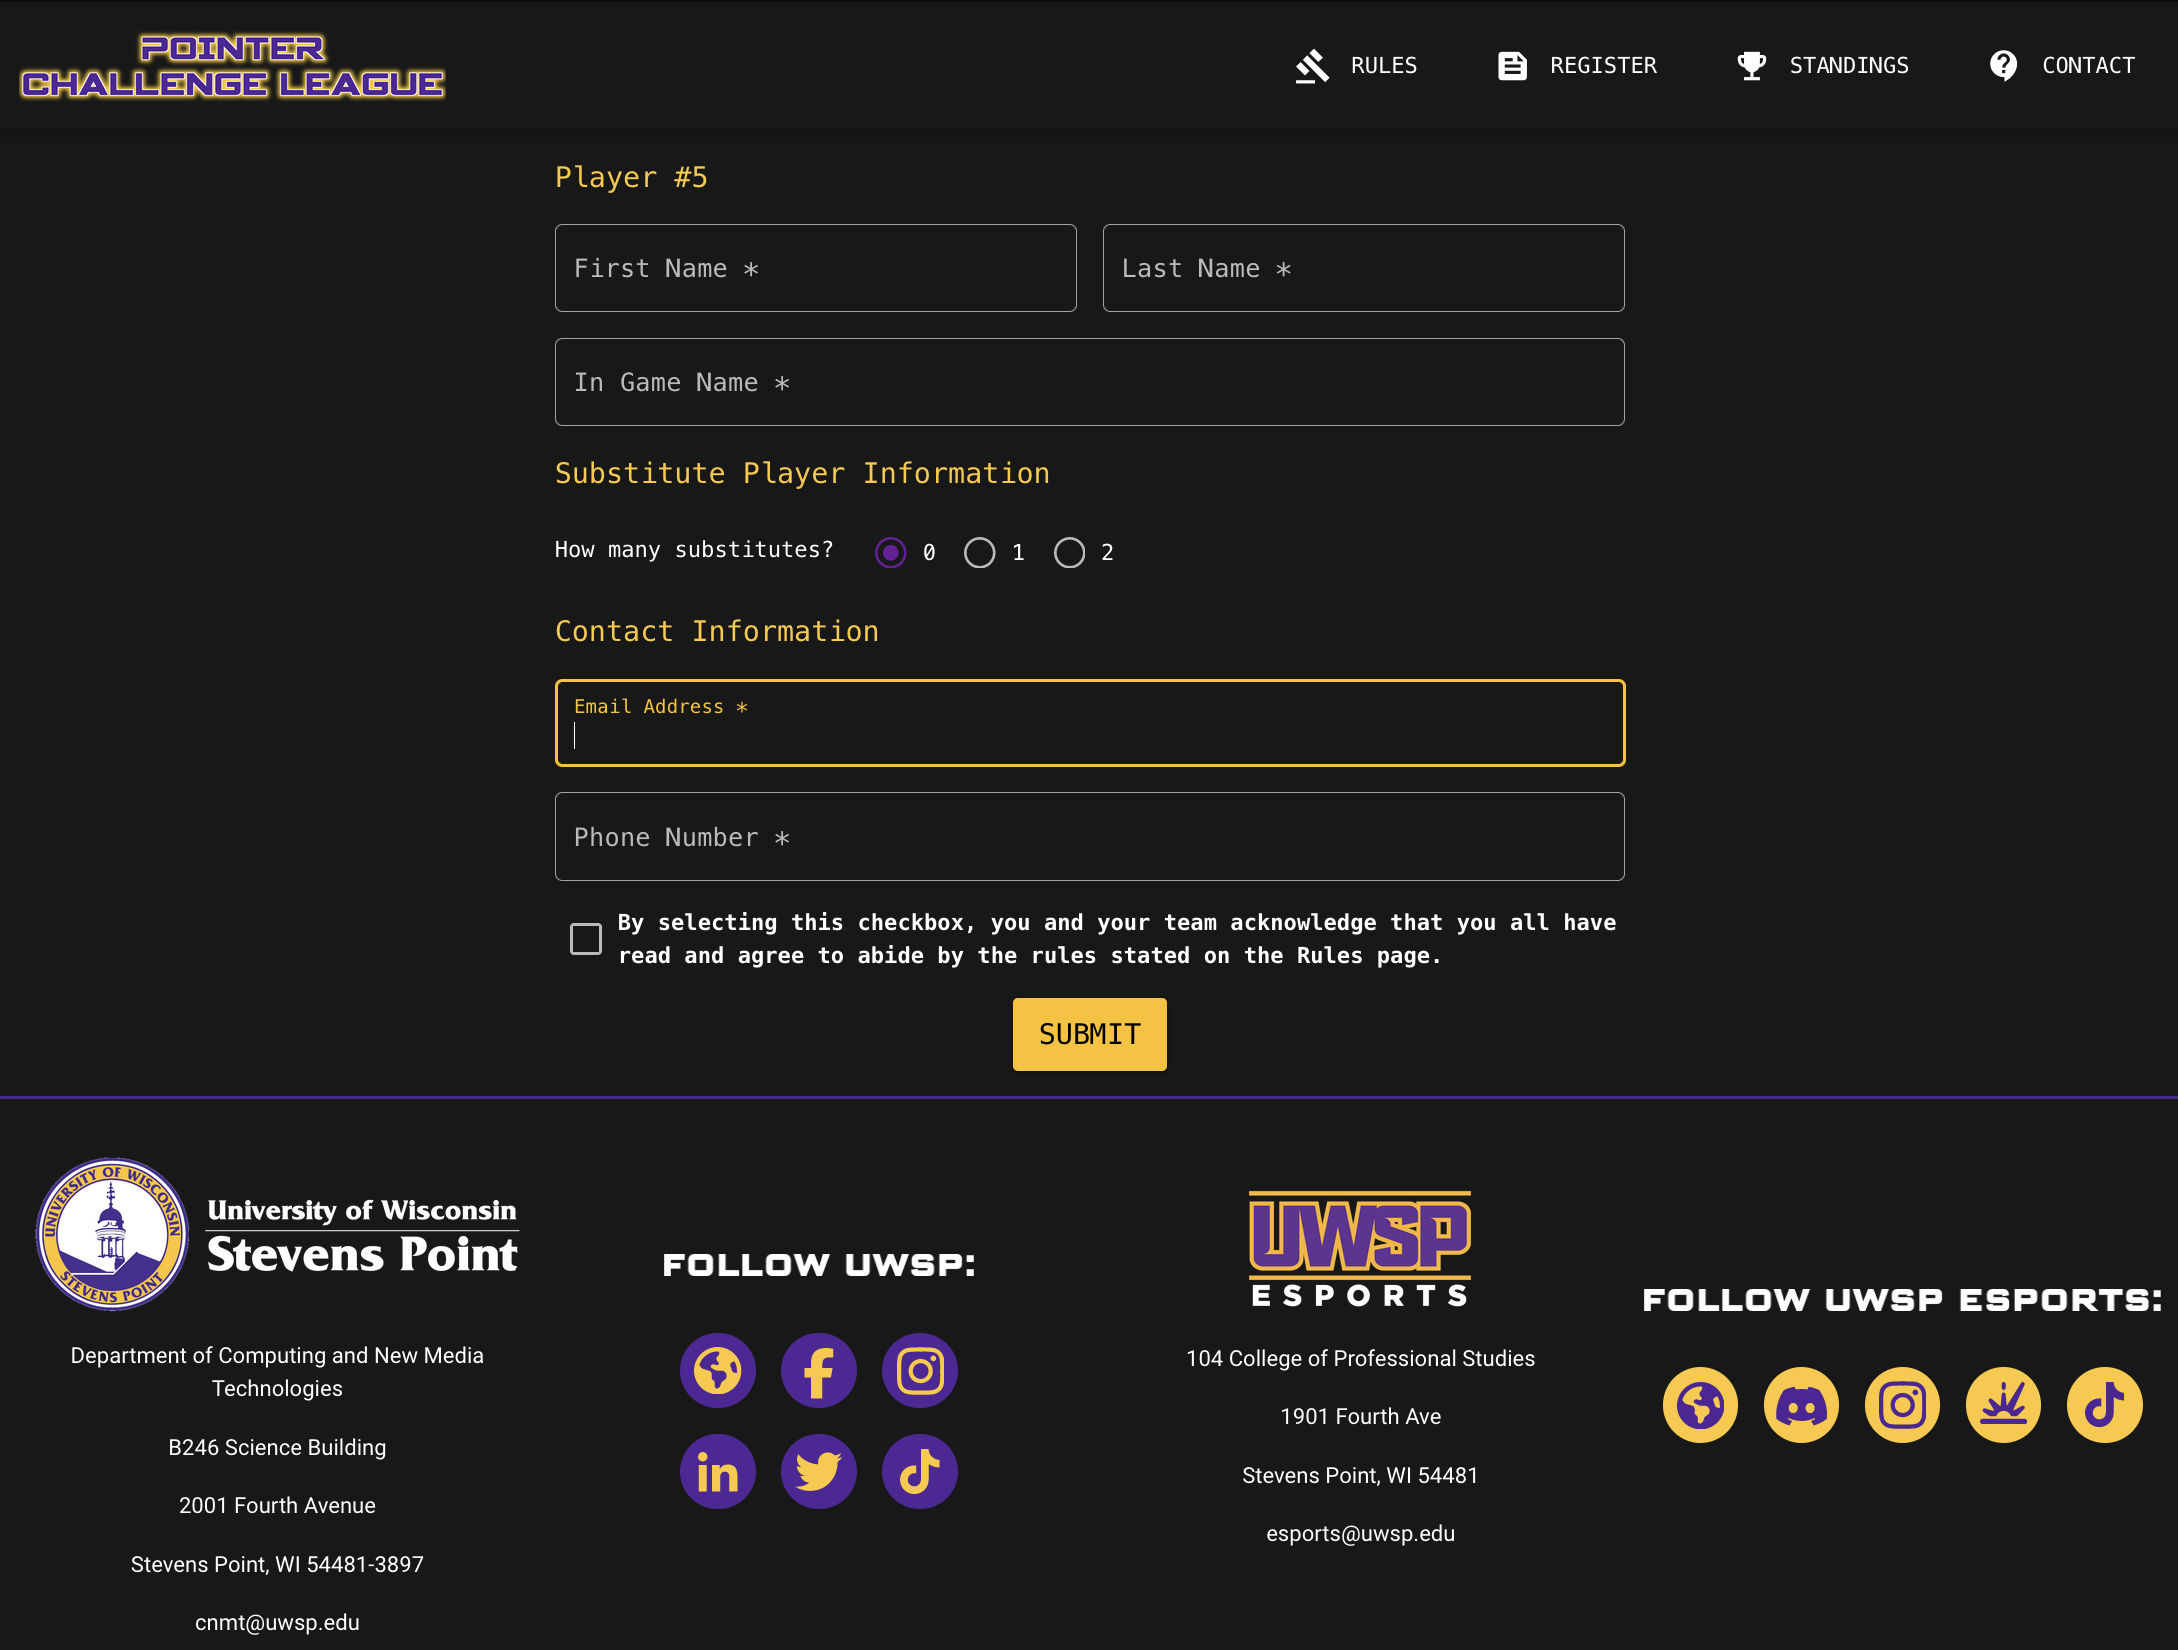 POINTER
CHALLENGE LEAGUE
RULES
REGISTER
STANDINGS
CONTACT
Player #5
First Name *
Last Name *
In Game Name *
Substitute Player Information
How many substitutes?
0
1
2
Contact Information
Email Address *
Phone Number *
By selecting this checkbox, you and your team acknowledge that you all have
read and agree to abide by the rules stated on the Rules page.
SUBMIT
UNIVERSITY OF WISCONSIN
STEVENS POINT
University of Wisconsin
Stevens Point
Department of Computing and New Media
Technologies
B246 Science Building
2001 Fourth Avenue
Stevens Point, WI 54481-3897
cnmt@uwsp.edu
FOLLOW UWSP:
in
UWSP
ESPORTS
104 College of Professional Studies
1901 Fourth Ave
Stevens Point, WI 54481
esports@uwsp.edu
FOLLOW UWSP ESPORTS: